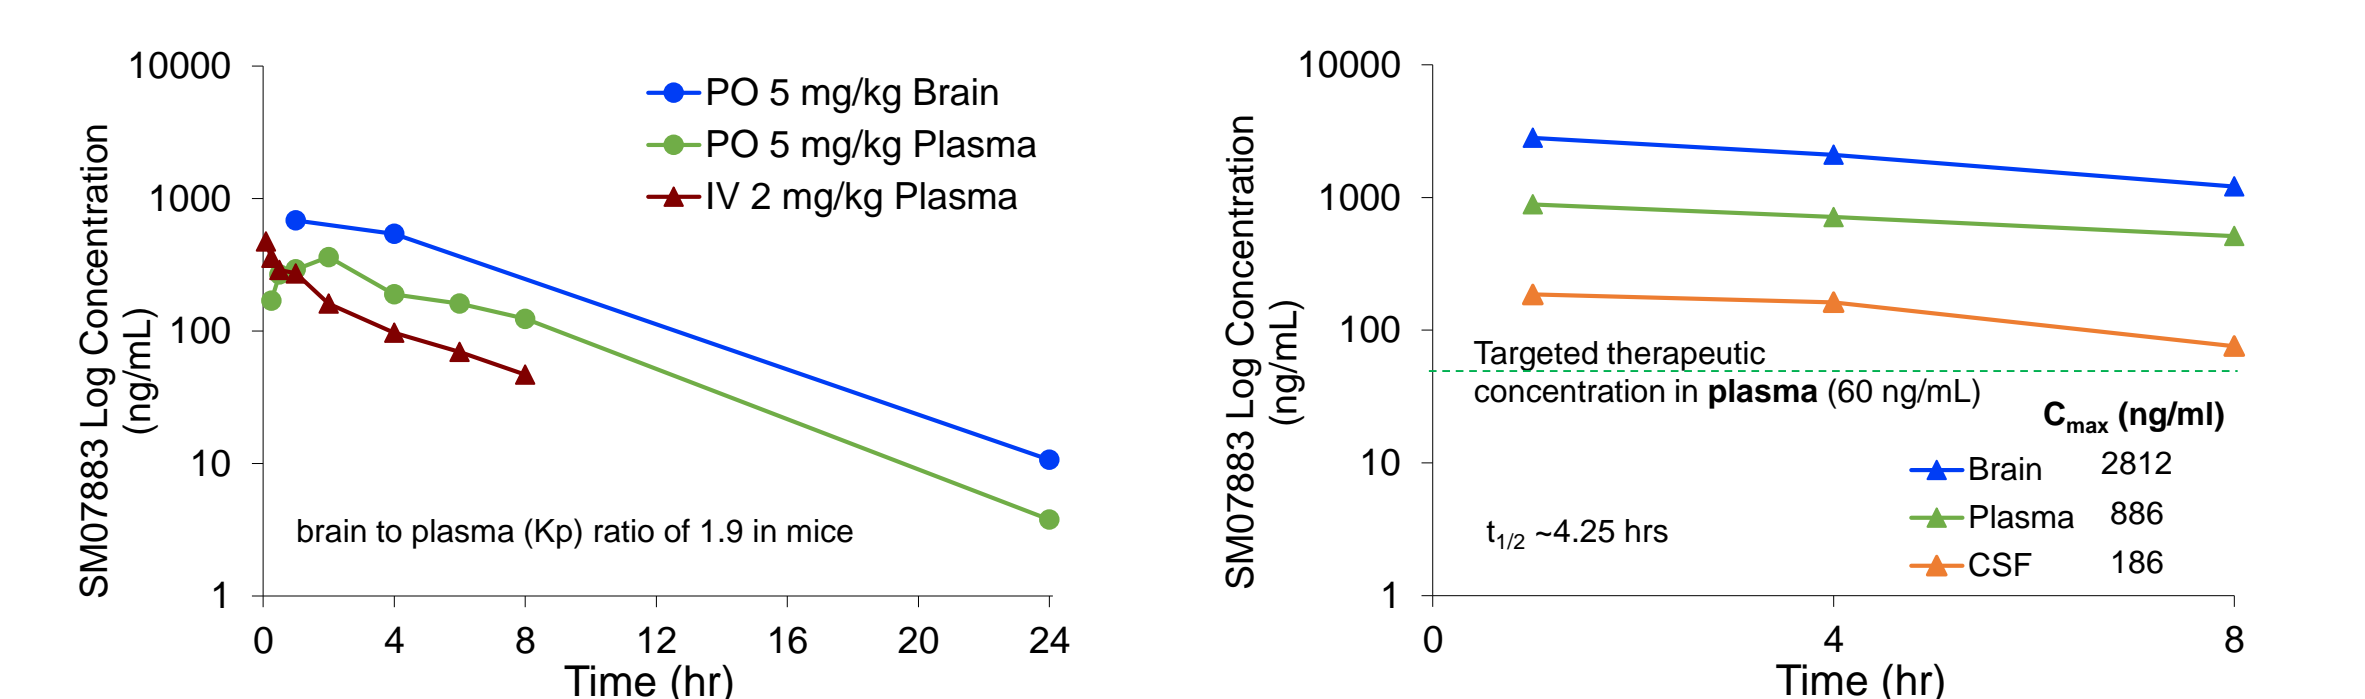 10000
1000
100
10
1
SM07883 Log Concentration
(ng/mL)
PO 5 mg/kg Brain
PO 5 mg/kg Plasma
IV 2 mg/kg Plasma
brain to plasma (Kp) ratio of 1.9 in mice
0 4 8 12 16 20 24
Time (hr)
10000
1000
100
10
1
SM07883 Log Concentration
(ng/mL)
Targeted therapeutic
concentration in plasma (60 ng/mL)
Cmax (ng/ml)
Brain 2812
Plasma 886
CSF 186
t1/2 ~4.25 hrs
0 4 8
Time (hr)